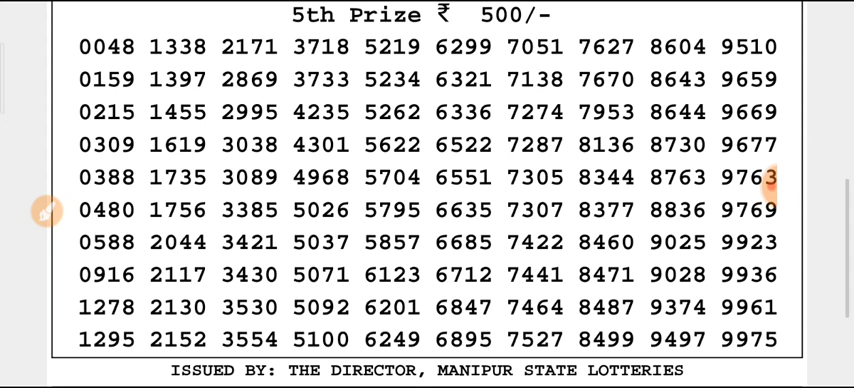 5th Prize ₹ 500/-
0048 1338 2171 3718 5219 6299 7051 7627 8604 9510
0159 1397 2869 3733 5234 6321 7138 7670 8643 9659
0215 1455 2995 4235 5262 6336 7274 7953 8644 9669
0309 1619 3038 4301 5622 6522 7287 8136 8730 9677
0388 1735 3089 4968 5704 6551 7305 8344 8763 9763
0480 1756 3385 5026 5795 6635 7307 8377 8836 9769
0588 2044 3421 5037 5857 6685 7422 8460 9025 9923
0916 2117 3430 5071 6123 6712 7441 8471 9028 9936
1278 2130 3530 5092 6201 6847 7464 8487 9374 9961
1295 2152 3554 5100 6249 6895 7527 8499 9497 9975
ISSUED BY: THE DIRECTOR, MANIPUR STATE LOTTERIES